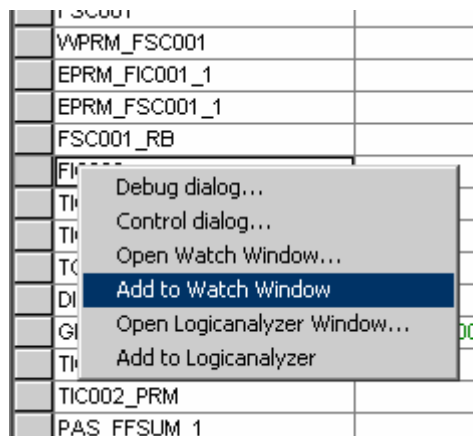 FSC001
WPRM_FSC001
EPRM_FIC001_1
EPRM_FSC001_1
FSC001_RB
Debug dialog...
Control dialog...
Open Watch Window...
Add to Watch Window
Open Logicanalyzer Window...
Add to Logicanalyzer
TIC002_PRM
PAS_FFSUM_1